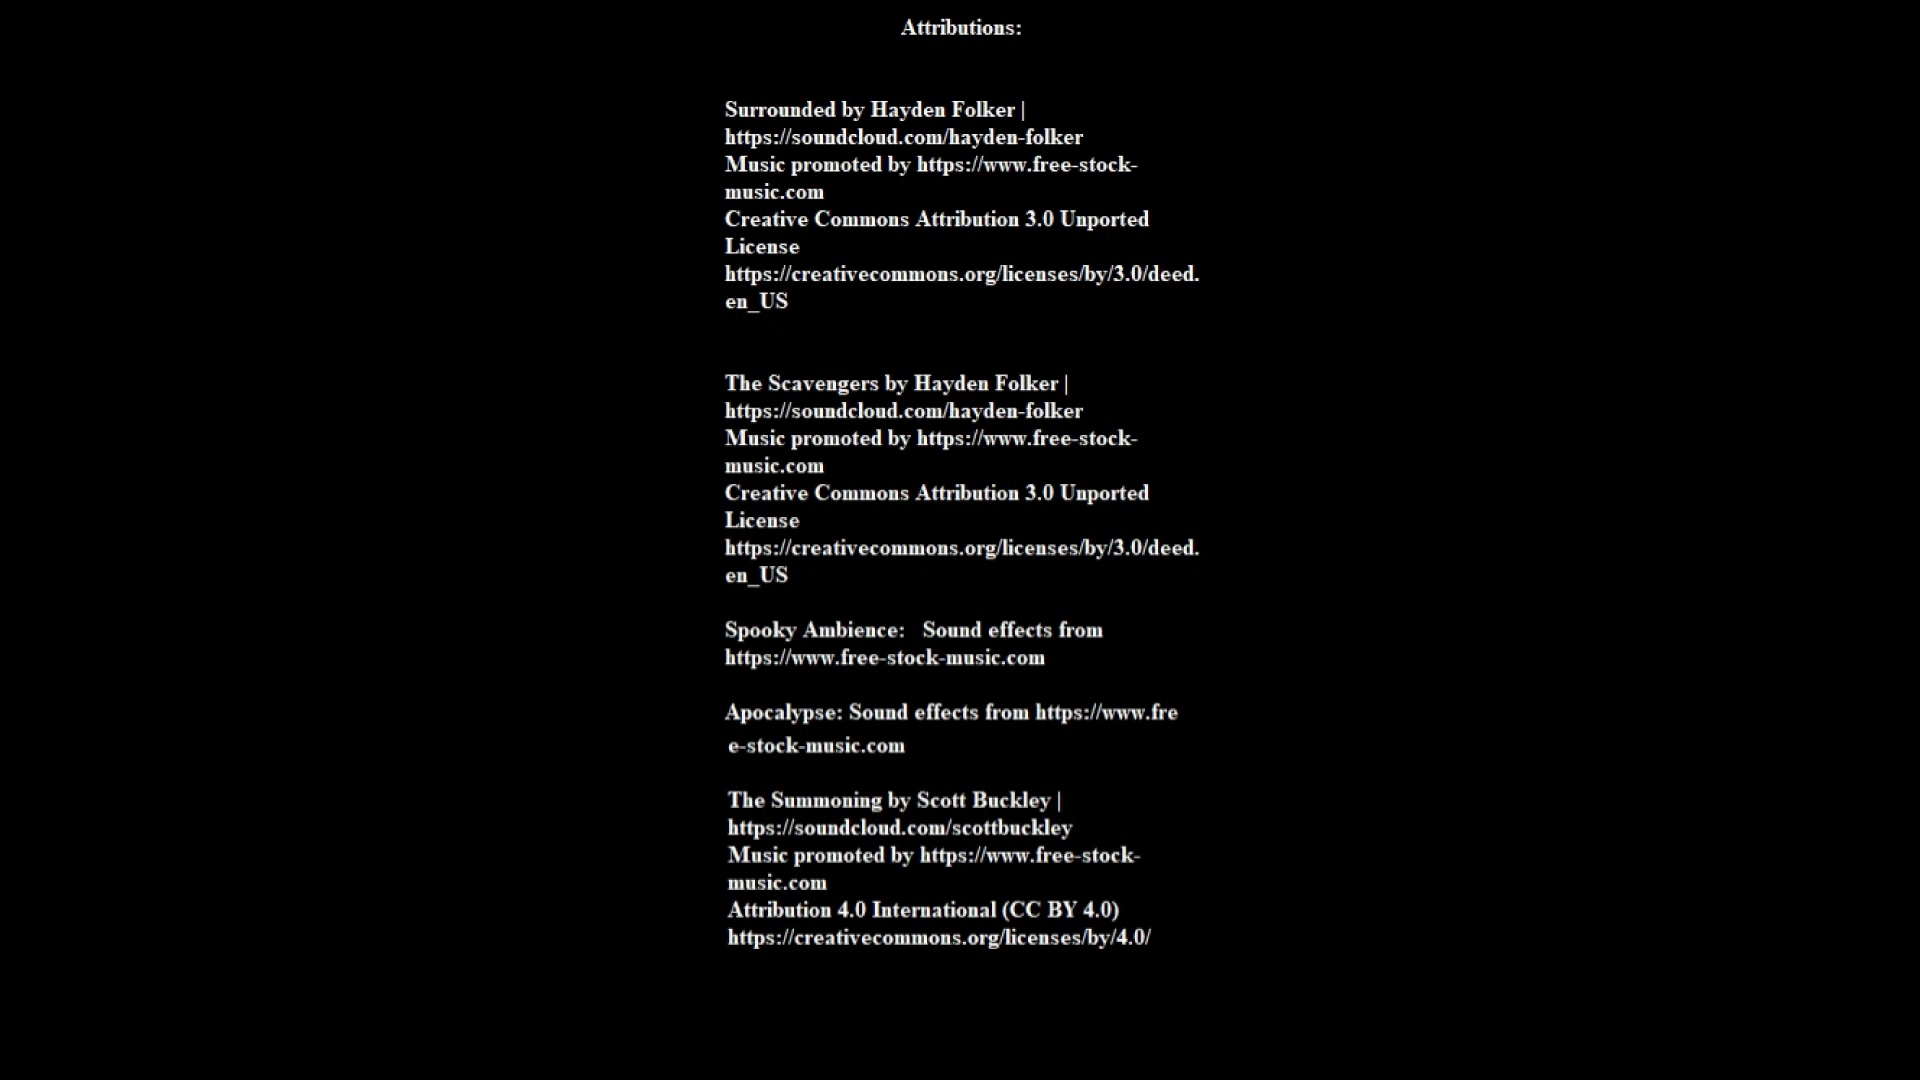 Attributions:
Surrounded by Hayden Folker |
https://soundcloud.com/hayden-folker
Music promoted by https://www.free-stock-
music.com
Creative Commons Attribution 3.0 Unported
License
https://creativecommons.org/licenses/by/3.0/deed.
en_US
The Scavengers by Hayden Folker |
https://soundcloud.com/hayden-folker
Music promoted by https://www.free-stock-
music.com
Creative Commons Attribution 3.0 Unported
License
https://creativecommons.org/licenses/by/3.0/deed.
en_US
Spooky Ambience:   Sound effects from
https://www.free-stock-music.com
Apocalypse: Sound effects from https://www.fre
e-stock-music.com
The Summoning by Scott Buckley |
https://soundcloud.com/scottbuckley
Music promoted by https://www.free-stock-
music.com
Attribution 4.0 International (CC BY 4.0)
https://creativecommons.org/licenses/by/4.0/